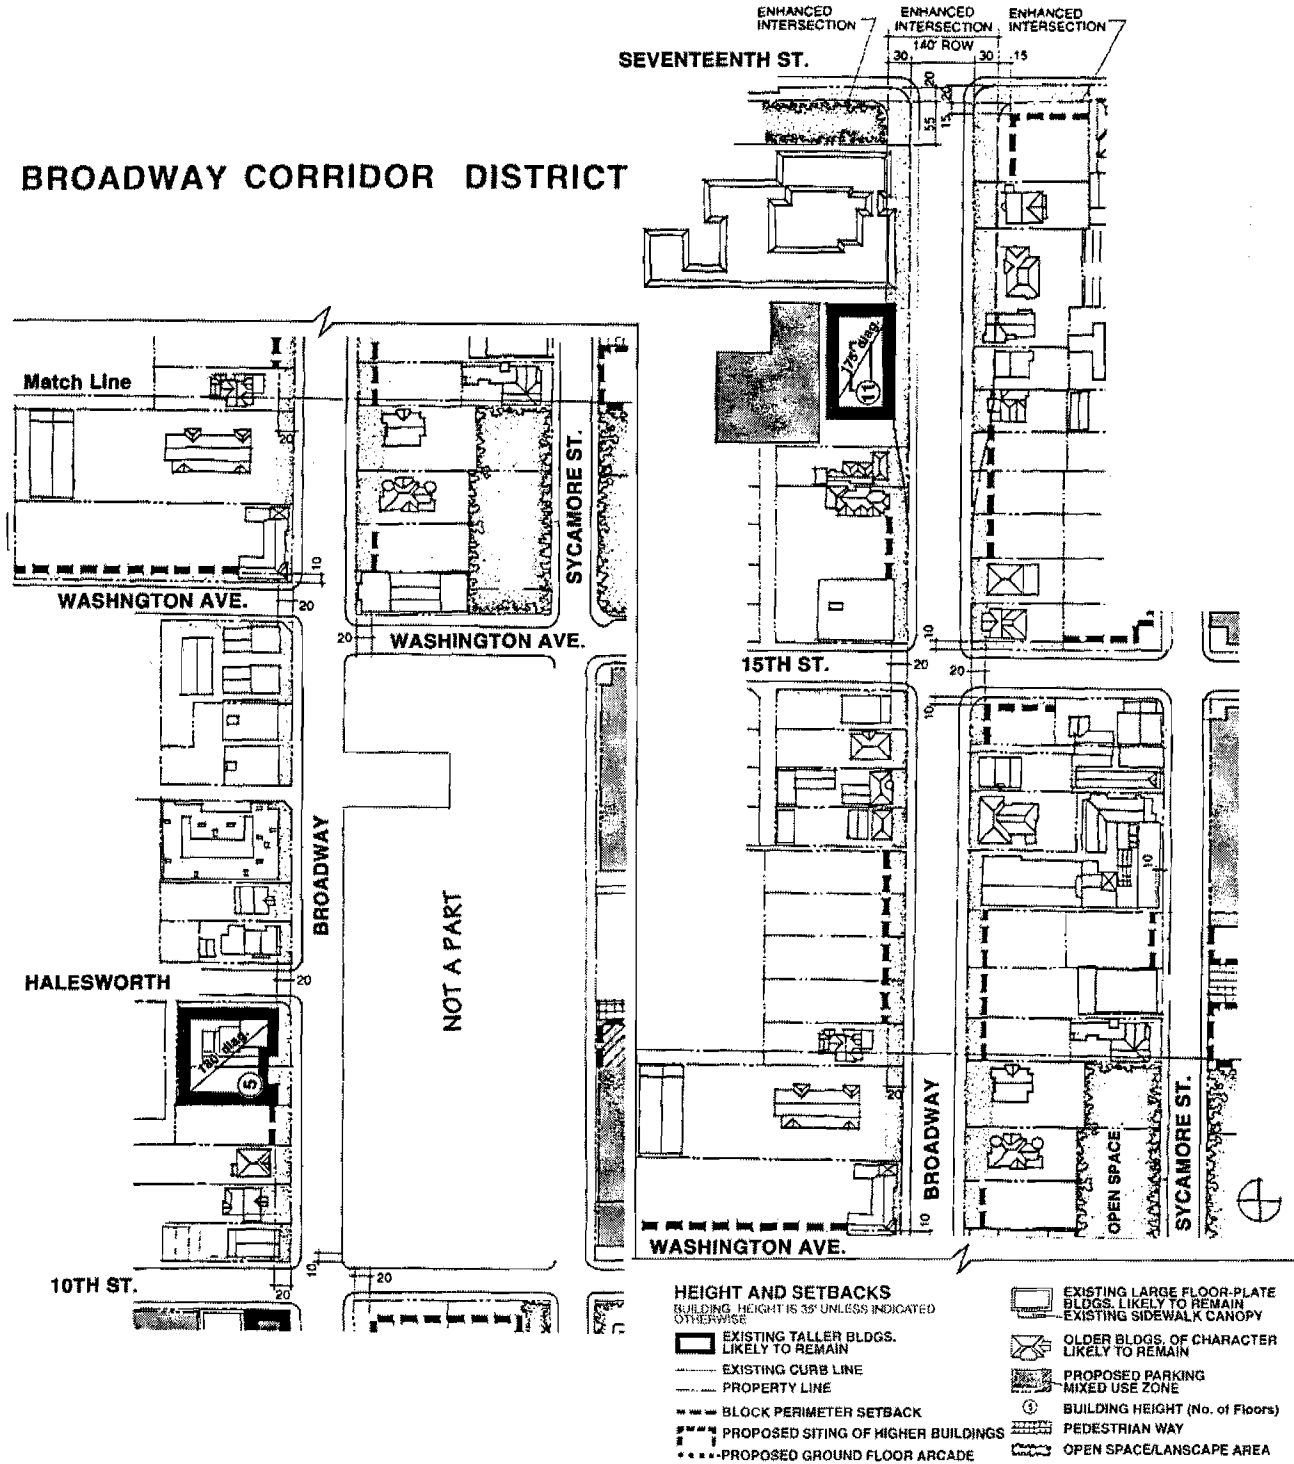 ENHANCED
INTERSECTION
ENHANCED
INTERSECTION
ENHANCED
INTERSECTION
140' ROW
30
30
15
SEVENTEENTH ST.
20
20
55
15
BROADWAY CORRIDOR DISTRICT
175' diag.
11
Match Line
20
SYCAMORE ST.
10
WASHNGTON AVE.
20
20
WASHINGTON AVE.
10
15TH ST.
20
20
10
BROADWAY
NOT A PART
10
HALESWORTH
20
180' diag.
5
20
BROADWAY
OPEN SPACE
SYCAMORE ST.
10
WASHINGTON AVE.
10TH ST.
10
20
20
HEIGHT AND SETBACKS
BUILDING HEIGHT IS 35' UNLESS INDICATED
OTHERWISE
EXISTING TALLER BLDGS.
LIKELY TO REMAIN
EXISTING CURB LINE
PROPERTY LINE
BLOCK PERIMETER SETBACK
PROPOSED SITING OF HIGHER BUILDINGS
PROPOSED GROUND FLOOR ARCADE
EXISTING LARGE FLOOR-PLATE
BLDGS. LIKELY TO REMAIN
EXISTING SIDEWALK CANOPY
OLDER BLDGS. OF CHARACTER
LIKELY TO REMAIN
PROPOSED PARKING
MIXED USE ZONE
BUILDING HEIGHT (No. of Floors)
PEDESTRIAN WAY
OPEN SPACE/LANSCAPE AREA